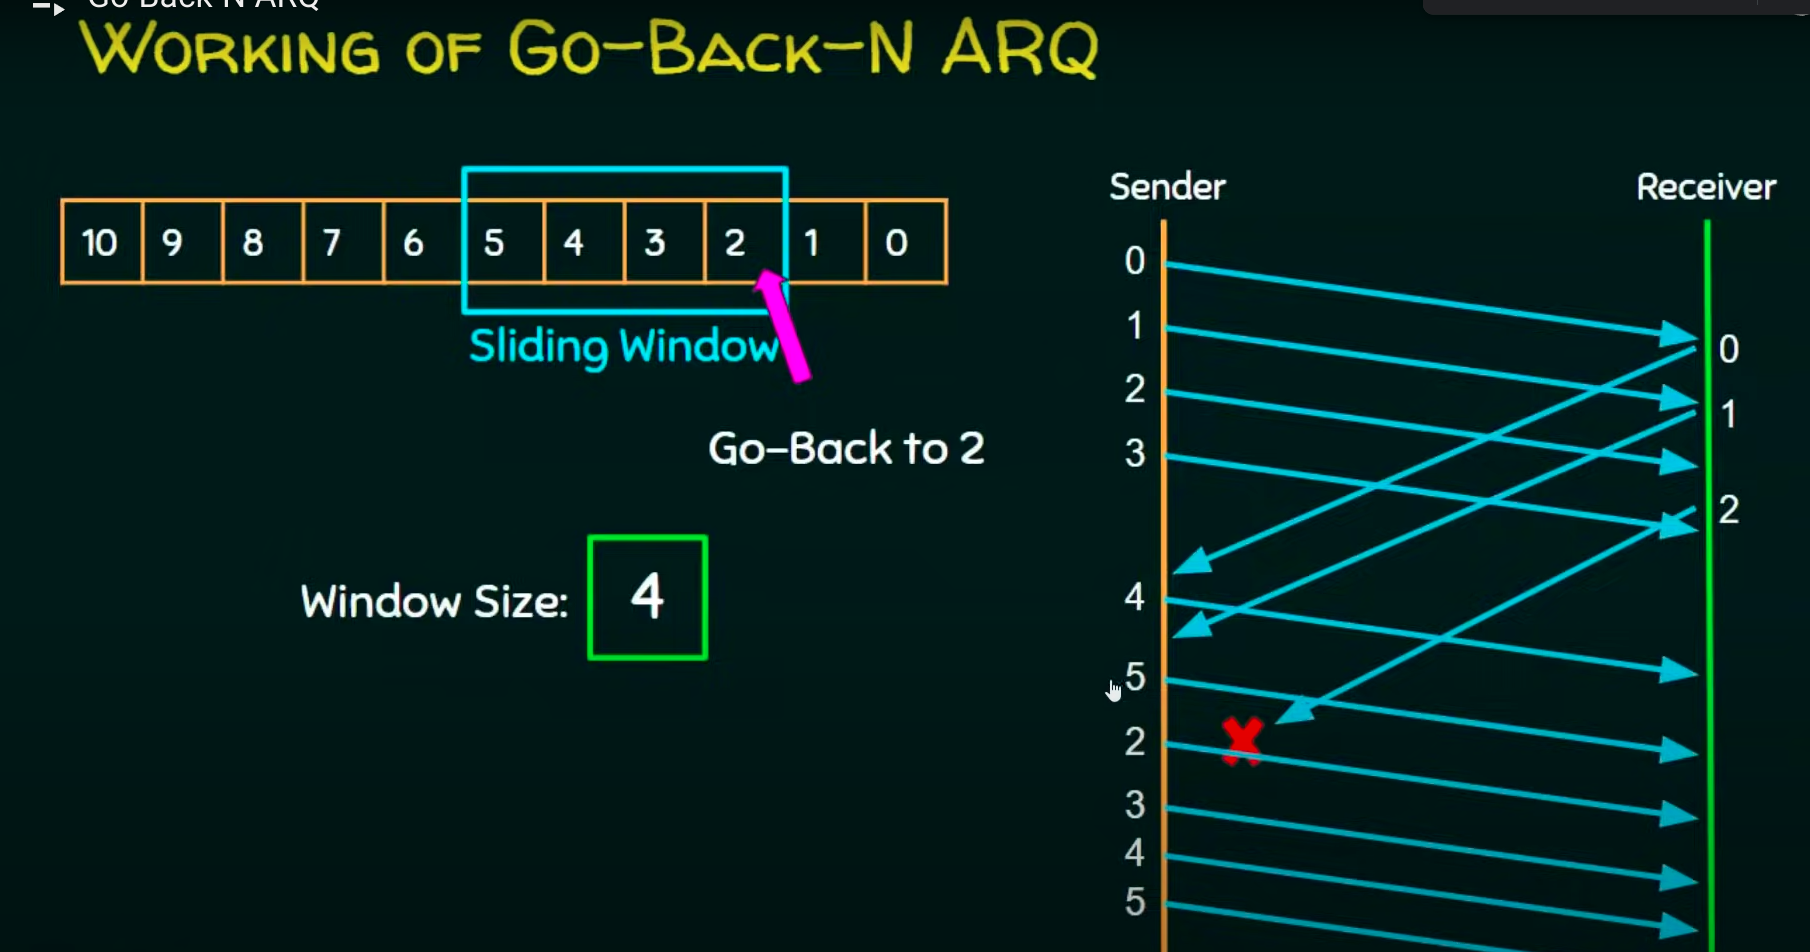 Go Back N ARQ
WORKING OF GO-BACK-N ARQ
10 9 8 7 6 5 4 3 2 1 0
Sliding Window
Go-Back to 2
Window Size: 4
Sender
0
1
2
3
4
5
2
3
4
5
Receiver
0
1
2